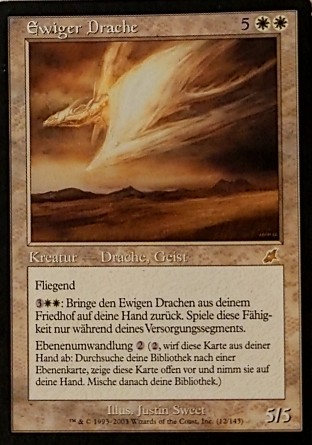 Ewiger Drache 5
Kreatur — Drache, Geist
Fliegend
3: Bringe den Ewigen Drachen aus deinem
Friedhof auf deine Hand zurück. Spiele diese Fähig-
keit nur während deines Versorgungssegments.
Ebenenumwandlung 2 (2, wirf diese Karte aus deiner
Hand ab: Durchsuche deine Bibliothek nach einer
Ebenenkarte, zeige diese Karte offen vor und nimm sie auf
deine Hand. Mische danach deine Bibliothek.)
Illus. Justin Sweet
™ & © 1993–2003 Wizards of the Coast, Inc. 12/143
5/5